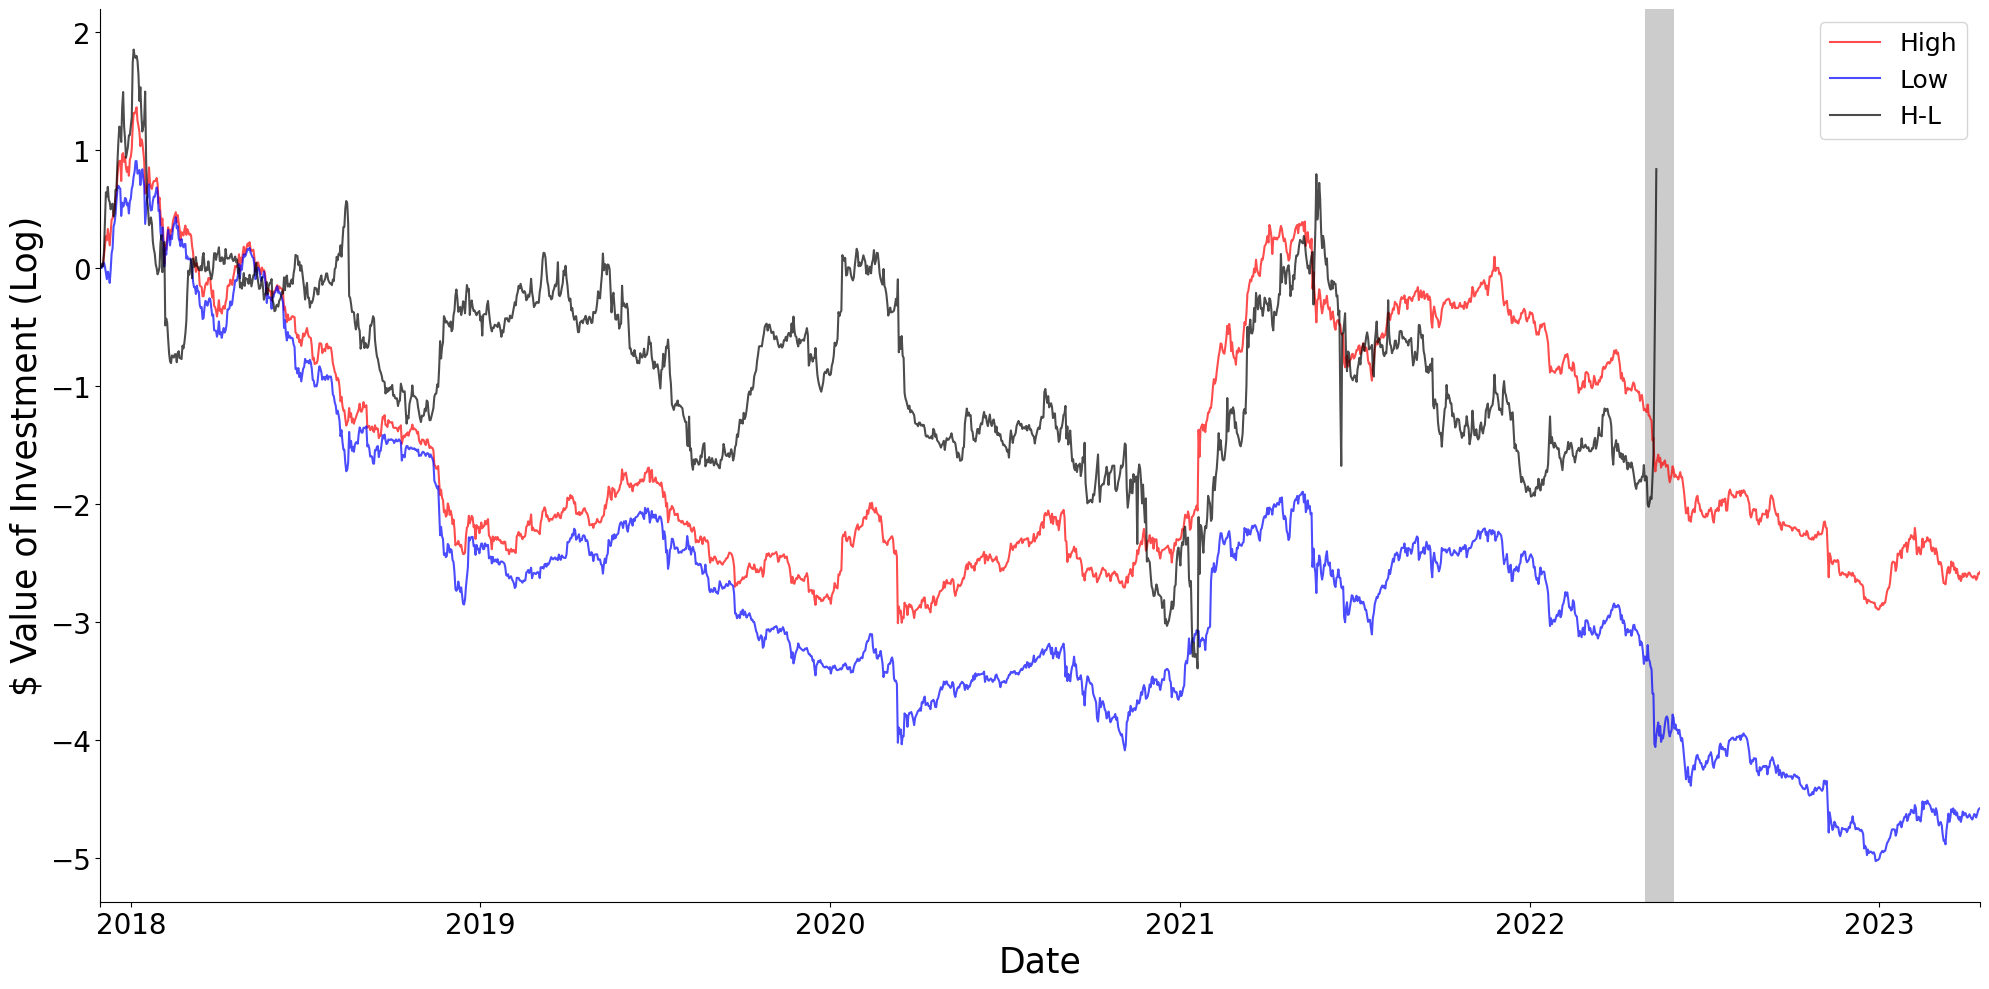 $ Value of Investment (Log)
2
1
0
−1
−2
−3
−4
−5
High
Low
H-L
2018 2019 2020 2021 2022 2023
Date